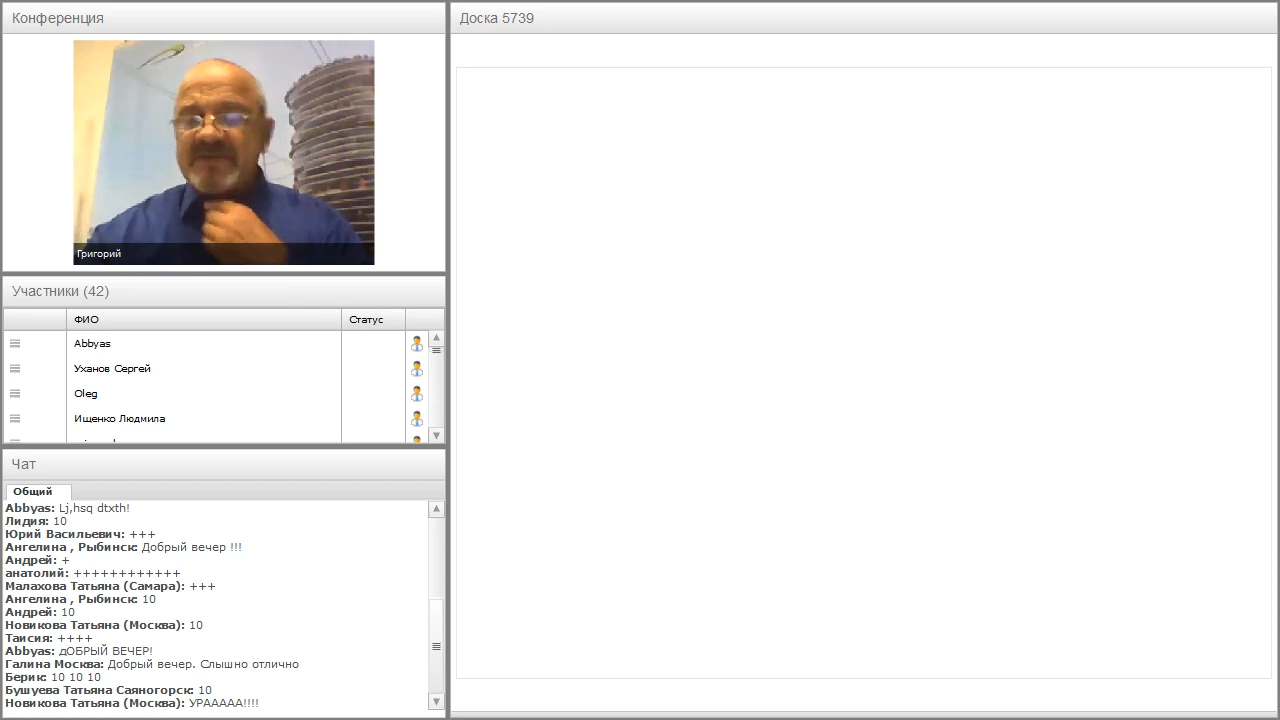 Конференция
Григорий
Участники (42)
ФИО Статус
Abbyas
Уханов Сергей
Oleg
Ищенко Людмила
Чат
Общий
Abbyas: Lj,hsq dtxth!
Лидия: 10
Юрий Васильевич: +++
Ангелина , Рыбинск: Добрый вечер !!!
Андрей: +
анатолий: ++++++++++++
Малахова Татьяна (Самара): +++
Ангелина , Рыбинск: 10
Андрей: 10
Новикова Татьяна (Москва): 10
Таисия: ++++
Abbyas: дОБРЫЙ ВЕЧЕР!
Галина Москва: Добрый вечер. Слышно отлично
Берик: 10 10 10
Бушуева Татьяна Саяногорск: 10
Новикова Татьяна (Москва): УРААААА!!!!
Доска 5739